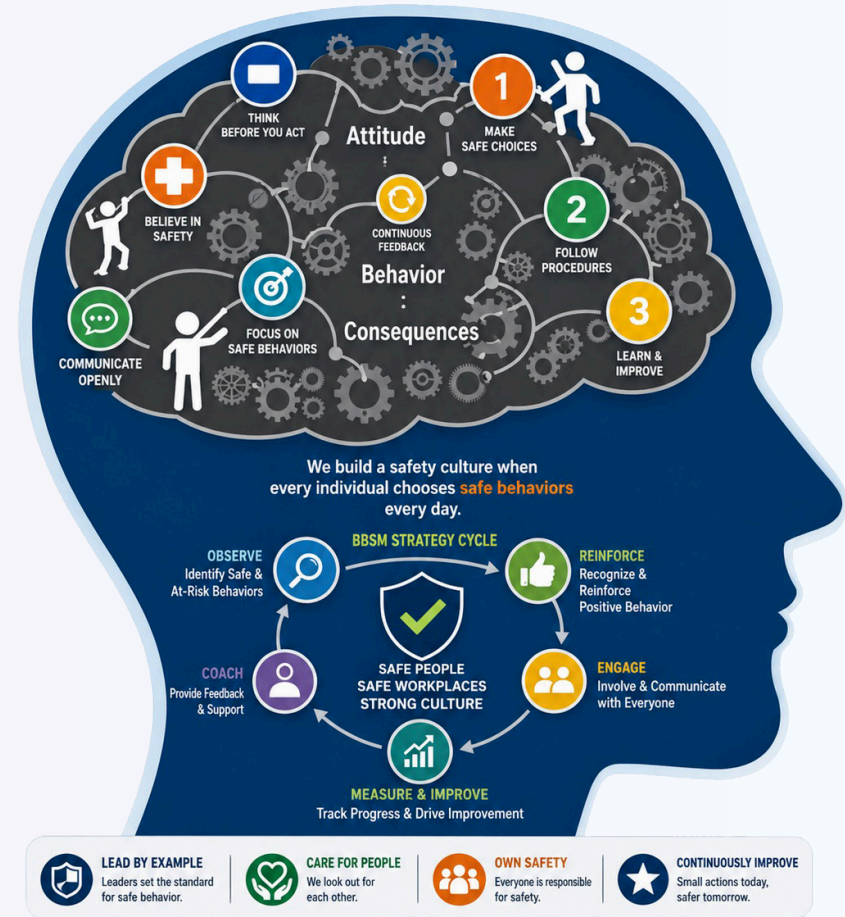 THINK
BEFORE YOU ACT
1
MAKE
SAFE CHOICES
Attitude
:
BELIEVE IN
SAFETY
CONTINUOUS
FEEDBACK
2
FOLLOW
PROCEDURES
Behavior
:
Consequences
COMMUNICATE
OPENLY
FOCUS ON
SAFE BEHAVIORS
3
LEARN &
IMPROVE
We build a safety culture when
every individual chooses safe behaviors
every day.
BBSM STRATEGY CYCLE
OBSERVE
Identify Safe &
At-Risk Behaviors
REINFORCE
Recognize &
Reinforce
Positive Behavior
COACH
Provide Feedback
& Support
SAFE PEOPLE
SAFE WORKPLACES
STRONG CULTURE
ENGAGE
Involve & Communicate
with Everyone
MEASURE & IMPROVE
Track Progress & Drive Improvement
LEAD BY EXAMPLE
Leaders set the standard
for safe behavior.
CARE FOR PEOPLE
We look out for
each other.
OWN SAFETY
Everyone is responsible
for safety.
CONTINUOUSLY IMPROVE
Small actions today,
safer tomorrow.